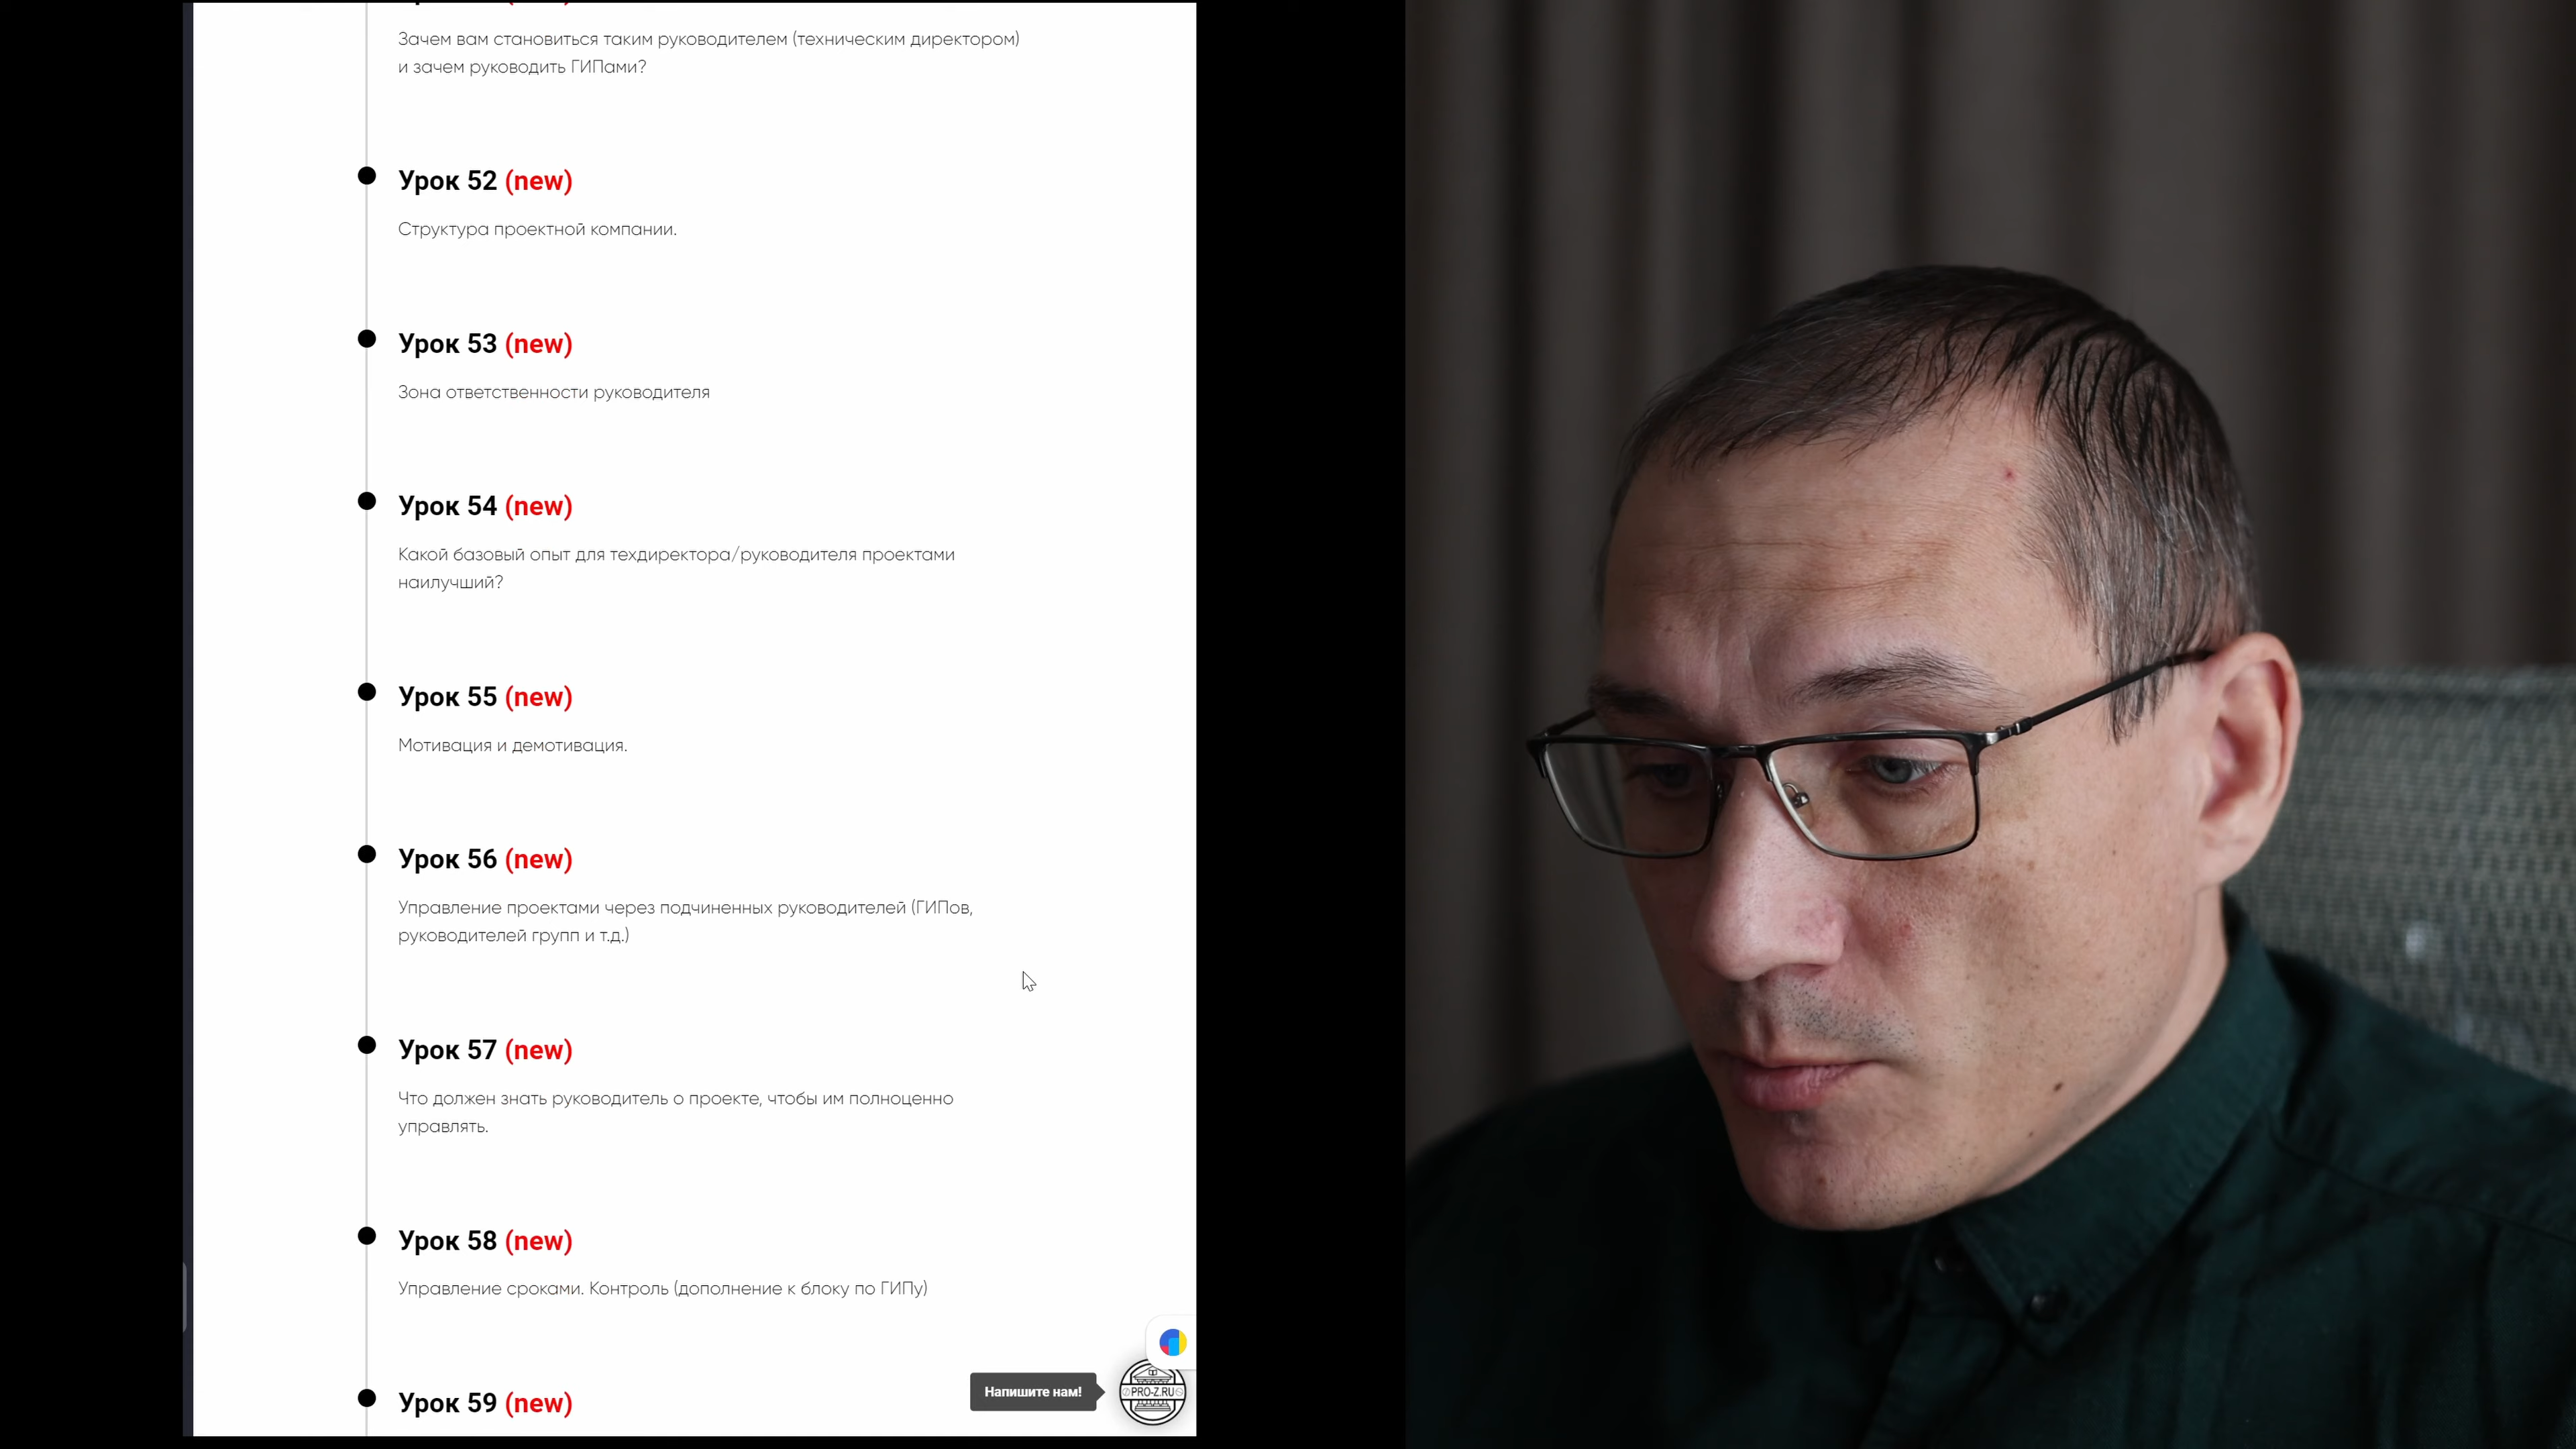 Зачем вам становиться таким руководителем (техническим директором)
и зачем руководить ГИПами?
Урок 52 (new)
Структура проектной компании.
Урок 53 (new)
Зона ответственности руководителя
Урок 54 (new)
Какой базовый опыт для техдиректора/руководителя проектами
наилучший?
Урок 55 (new)
Мотивация и демотивация.
Урок 56 (new)
Управление проектами через подчиненных руководителей (ГИПов,
руководителей групп и т.д.)
Урок 57 (new)
Что должен знать руководитель о проекте, чтобы им полноценно
управлять.
Урок 58 (new)
Управление сроками. Контроль (дополнение к блоку по ГИПу)
Урок 59 (new)
Напишите нам!
PRO-Z.RU